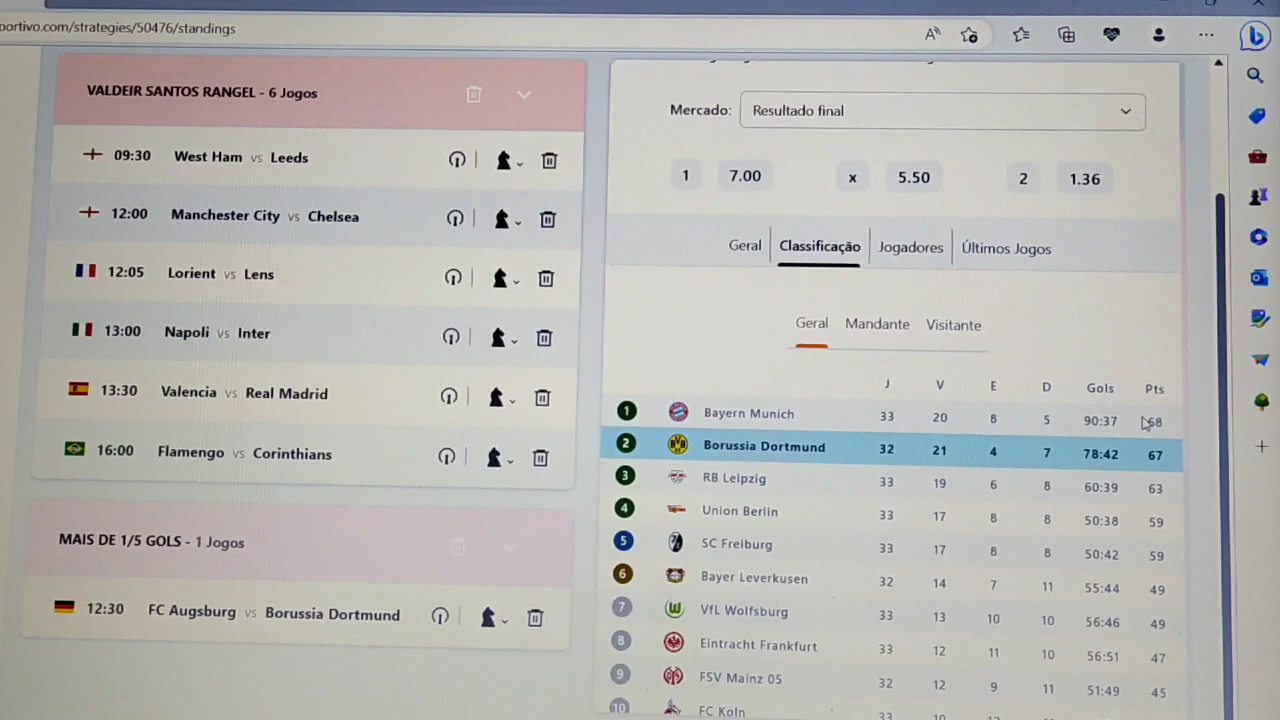 portivo.com/strategies/50476/standings
VALDEIR SANTOS RANGEL - 6 Jogos
09:30 West Ham vs Leeds
12:00 Manchester City vs Chelsea
12:05 Lorient vs Lens
13:00 Napoli vs Inter
13:30 Valencia vs Real Madrid
16:00 Flamengo vs Corinthians
MAIS DE 1/5 GOLS - 1 Jogos
12:30 FC Augsburg vs Borussia Dortmund
Mercado: Resultado final
1 7.00 x 5.50 2 1.36
Geral Classificação Jogadores Últimos Jogos
Geral Mandante Visitante
J V E D Gols Pts
1 Bayern Munich 33 20 8 5 90:37 68
2 Borussia Dortmund 32 21 4 7 78:42 67
3 RB Leipzig 33 19 6 8 60:39 63
4 Union Berlin 33 17 8 8 50:38 59
5 SC Freiburg 33 17 8 8 50:42 59
6 Bayer Leverkusen 32 14 7 11 55:44 49
7 VfL Wolfsburg 33 13 10 10 56:46 49
8 Eintracht Frankfurt 33 12 11 10 56:51 47
9 FSV Mainz 05 32 12 9 11 51:49 45
10 FC Koln 33 10